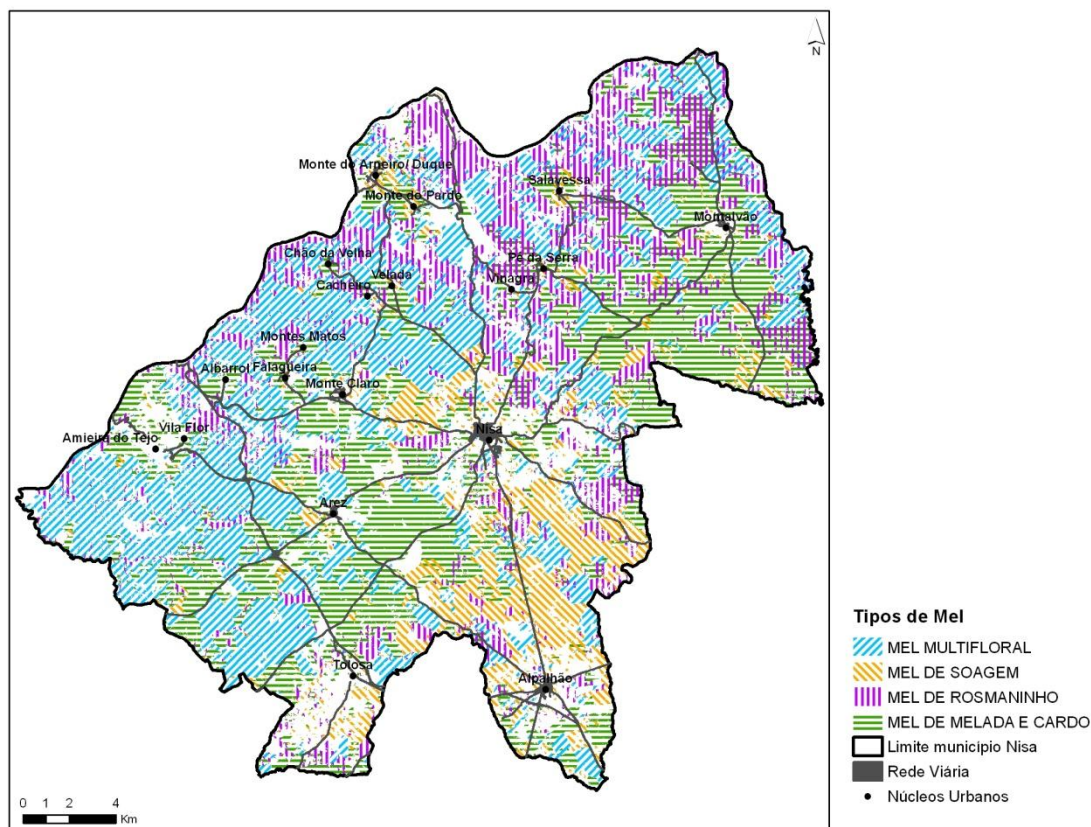 N
Monte do Arneiro/ Duque
Monte do Pardo
Salavessa
Montalvão
Chão da Velha
Velada
Cacheiro
Pé da Serra
Vinagra
Montes Matos
Albarrol
Falagueira
Monte Claro
Vila Flor
Amieira do Tejo
Nisa
Arez
Tolosa
Alpalhão
Tipos de Mel
MEL MULTIFLORAL
MEL DE SOAGEM
MEL DE ROSMANINHO
MEL DE MELADA E CARDO
Limite municipio Nisa
Rede Viária
Núcleos Urbanos
0 1 2 4
Km